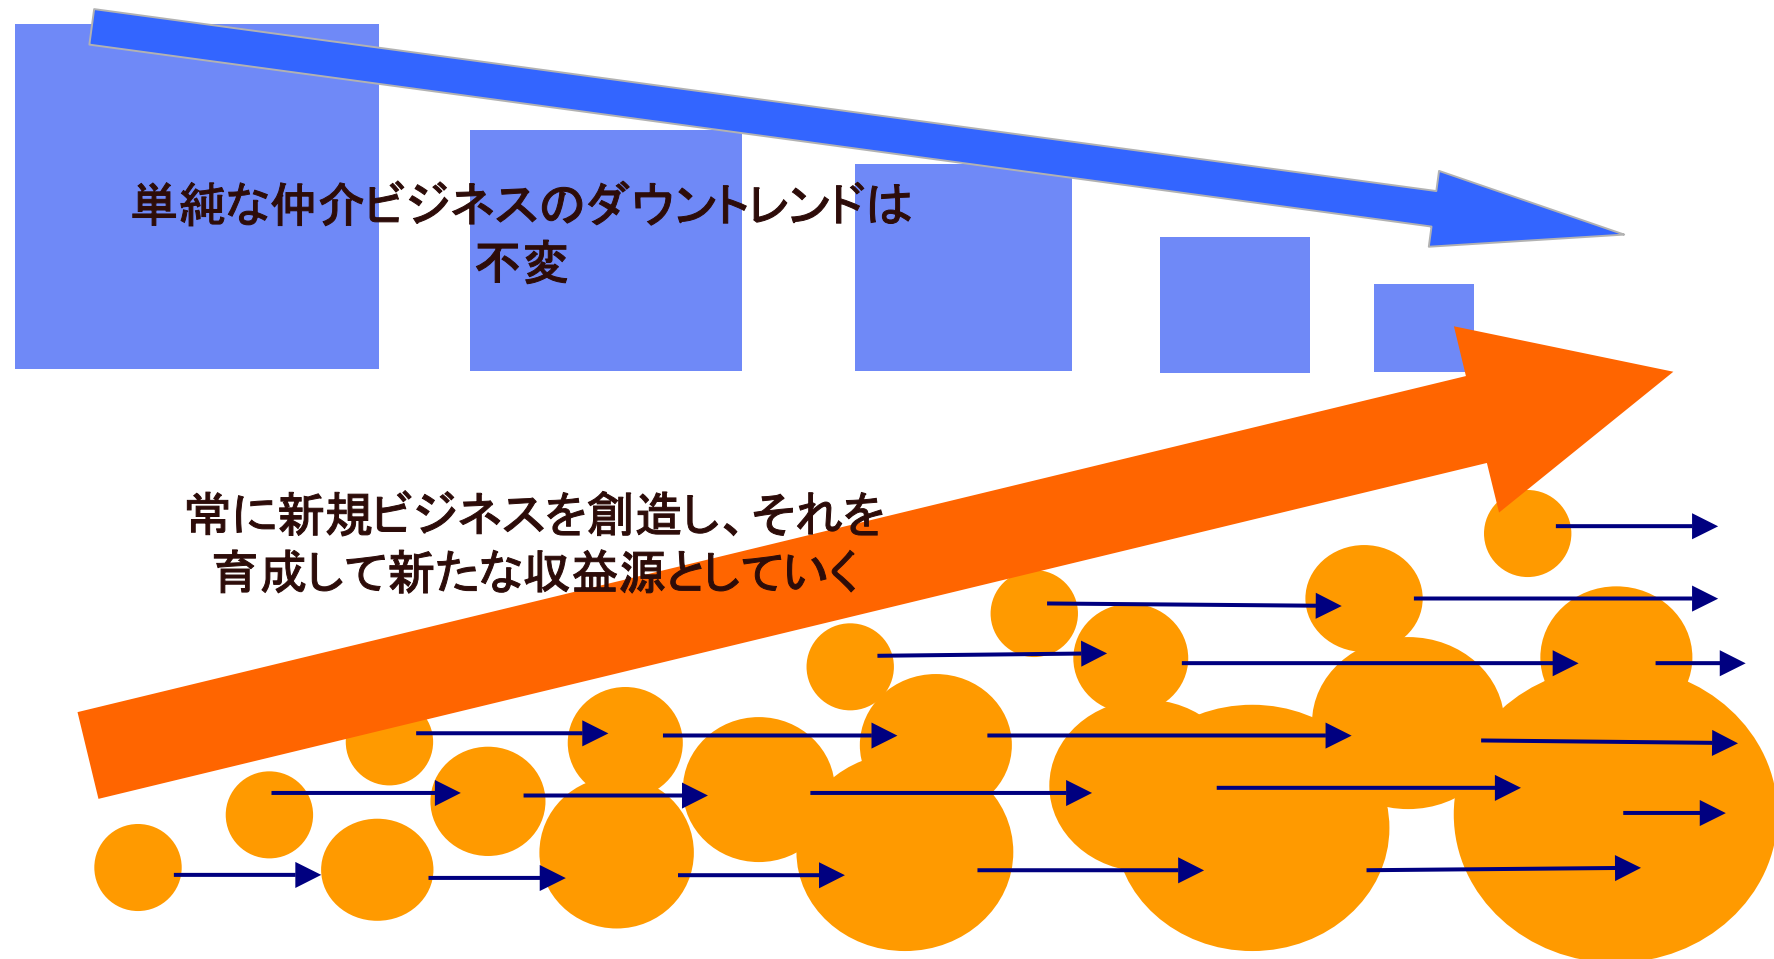 単純な仲介ビジネスのダウントレンドは
不変
常に新規ビジネスを創造し、それを
育成して新たな収益源としていく